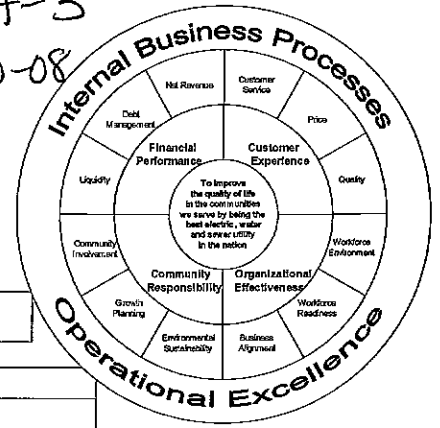 Internal Business Processes
Net Revenue
Customer
Service
Debt
Management
Price
Financial
Performance
Customer
Experience
Liquidity
Quality
To improve
the quality of life
in the communities
we serve by being the
best electric, water
and sewer utility
in the nation
Community
Involvement
Workforce
Environment
Community
Responsibility
Organizational
Effectiveness
Growth
Planning
Workforce
Readiness
Environmental
Sustainability
Business
Alignment
Operational Excellence